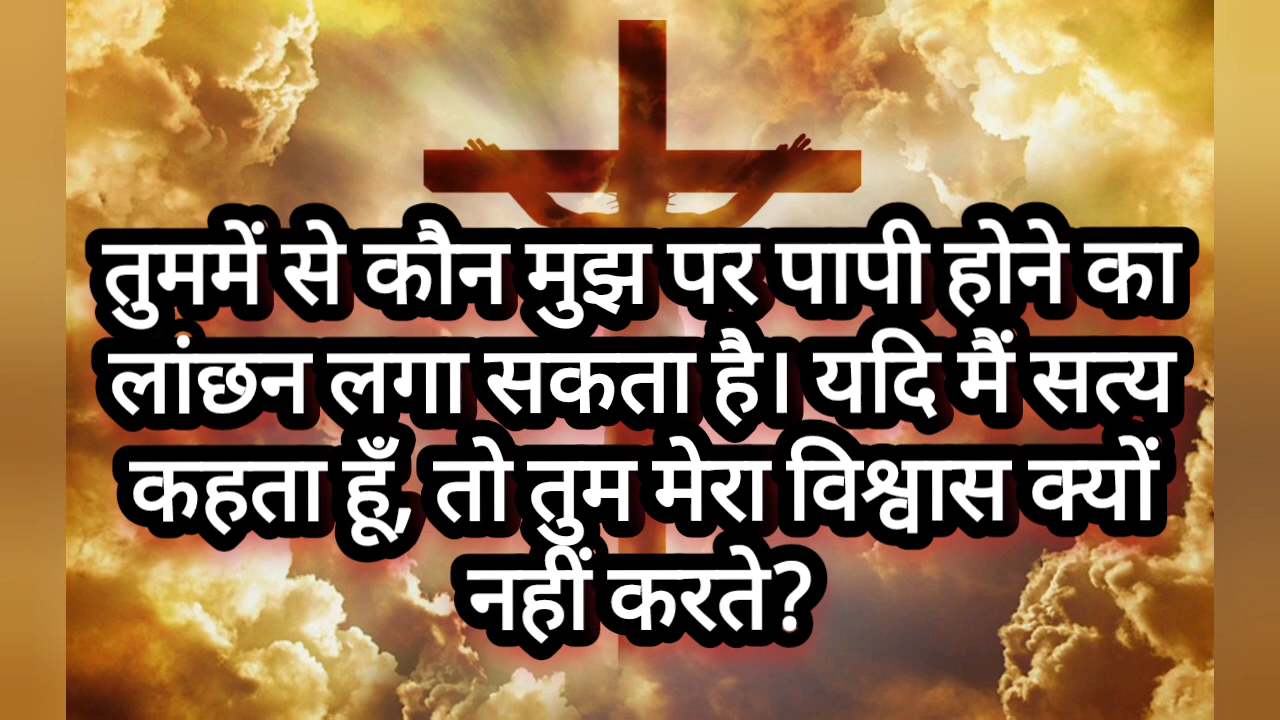 तुममें से कौन मुझ पर पापी होने का
लांछन लगा सकता है। यदि मैं सत्य
कहता हूँ, तो तुम मेरा विश्वास क्यों
नहीं करते?